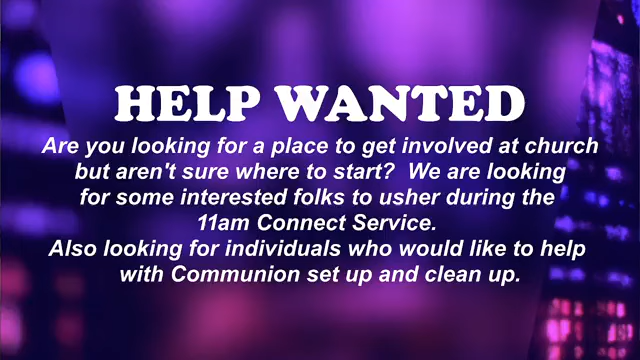 HELP WANTED
Are you looking for a place to get involved at church
but aren't sure where to start?  We are looking
for some interested folks to usher during the
11am Connect Service.
Also looking for individuals who would like to help
with Communion set up and clean up.